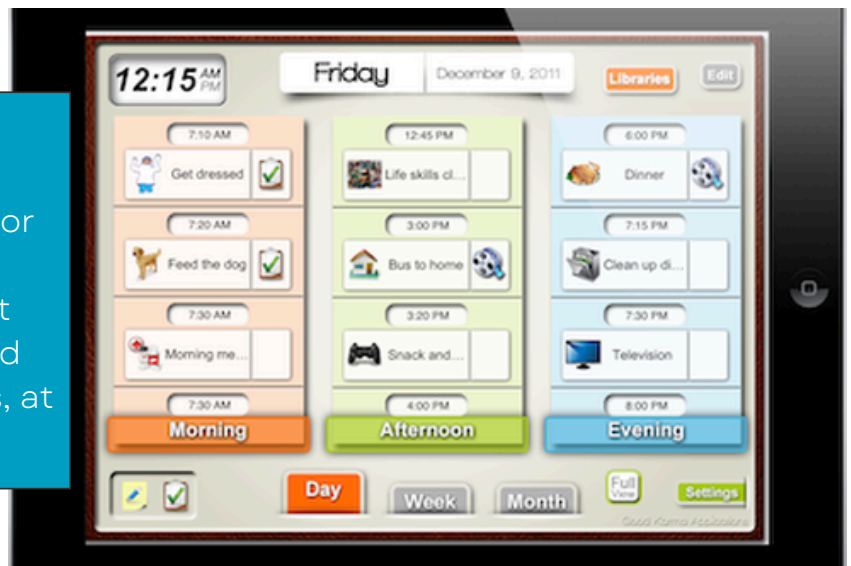 or
t
d
s, at
12:15 AM PM
Friday December 9, 2011
Libraries
Edit
7:10 AM
Get dressed
7:20 AM
Feed the dog
7:30 AM
Morning me...
7:30 AM
Morning
12:45 PM
Life skills cl...
3:00 PM
Bus to home
3:20 PM
Snack and...
4:00 PM
Afternoon
6:00 PM
Dinner
7:15 PM
Clean up di...
7:30 PM
Television
8:00 PM
Evening
Day
Week
Month
Full View
Settings
Good Karma Applications